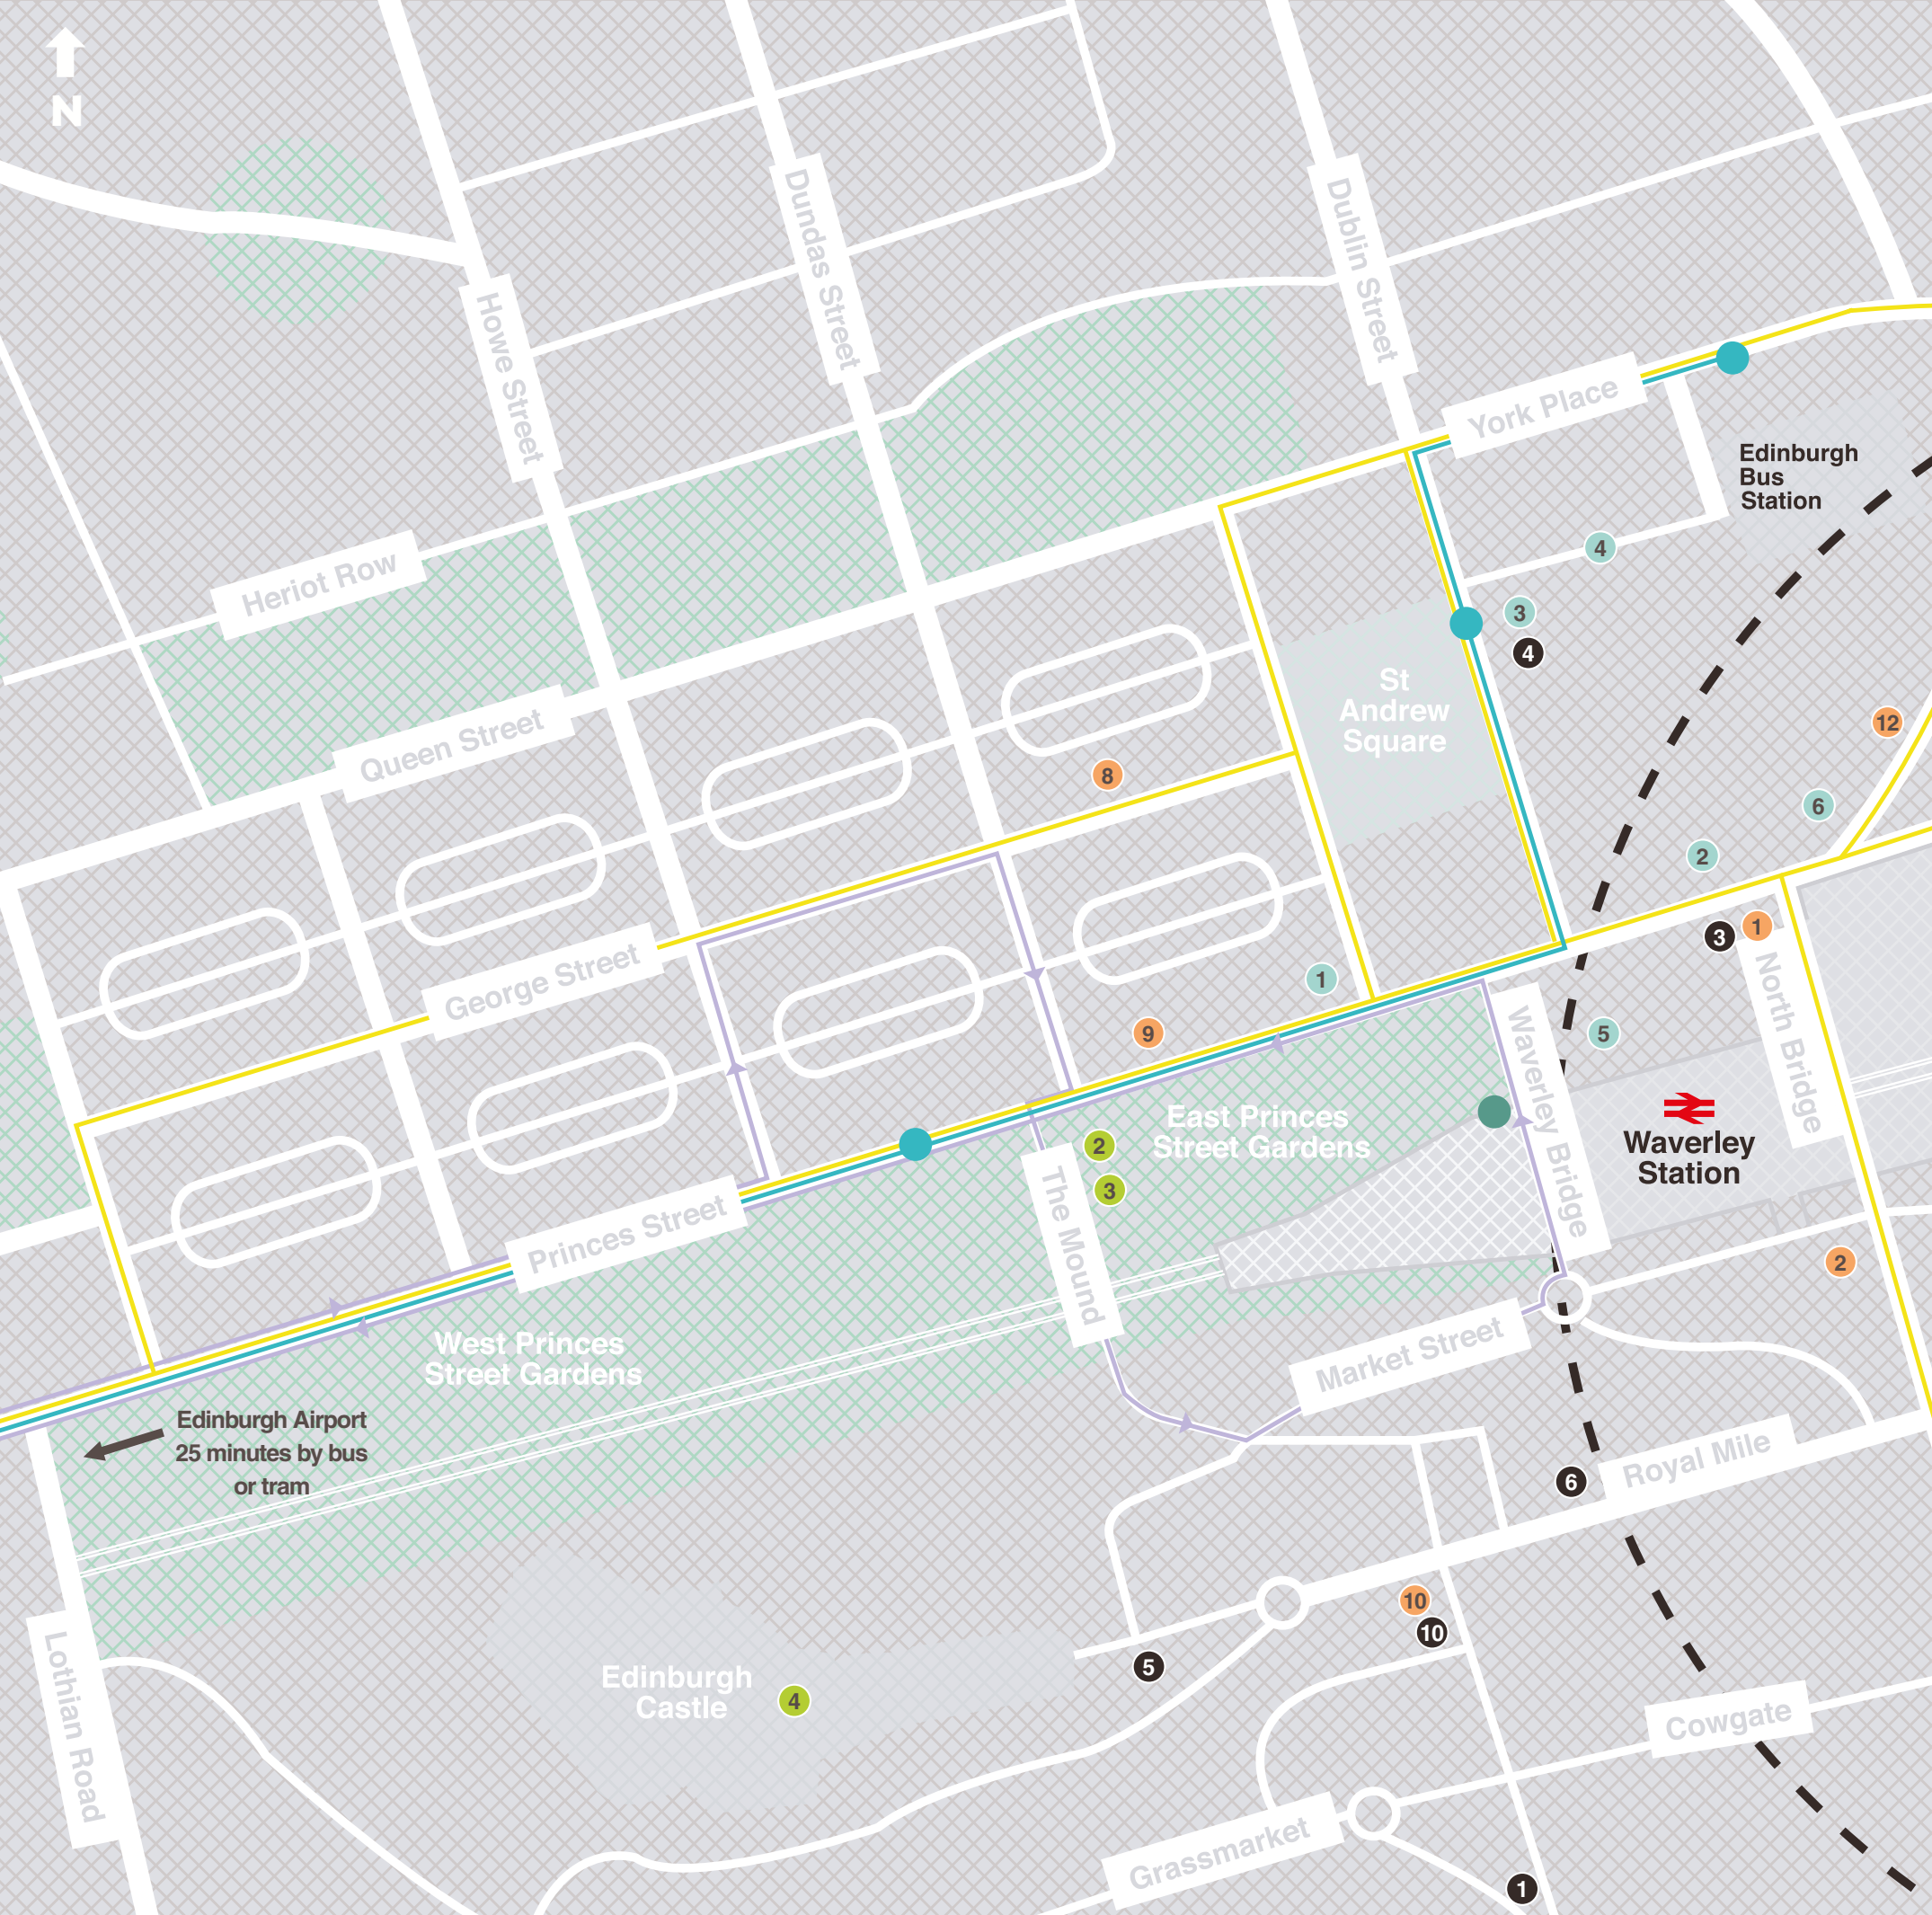 N
Dundas Street
Dublin Street
Howe Street
York Place
Edinburgh
Bus
Station
4
Heriot Row
3
4
St
Andrew
Square
Queen Street
12
8
6
2
George Street
3
1
1
North Bridge
9
5
Waverley Bridge
East Princes
Street Gardens
2
3
Waverley
Station
The Mound
Princes Street
2
West Princes
Street Gardens
Market Street
Edinburgh Airport
25 minutes by bus
or tram
Royal Mile
6
10
10
5
Edinburgh
Castle
4
Lothian Road
Cowgate
Grassmarket
1